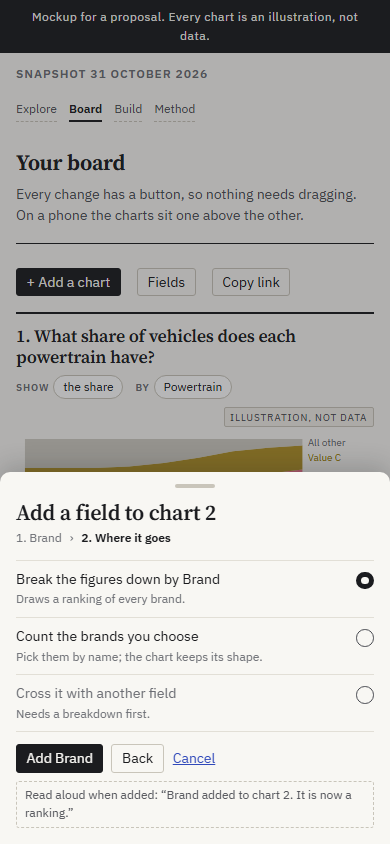 Mockup for a proposal. Every chart is an illustration, not
data.
SNAPSHOT 31 OCTOBER 2026
Explore Board Build Method
Your board
Every change has a button, so nothing needs dragging.
On a phone the charts sit one above the other.
+ Add a chart Fields Copy link
1. What share of vehicles does each
powertrain have?
SHOW the share BY Powertrain
ILLUSTRATION, NOT DATA
All other
Value C
Add a field to chart 2
1. Brand › 2. Where it goes
Break the figures down by Brand
Draws a ranking of every brand.
Count the brands you choose
Pick them by name; the chart keeps its shape.
Cross it with another field
Needs a breakdown first.
Add Brand Back Cancel
Read aloud when added: “Brand added to chart 2. It is now a
ranking.”